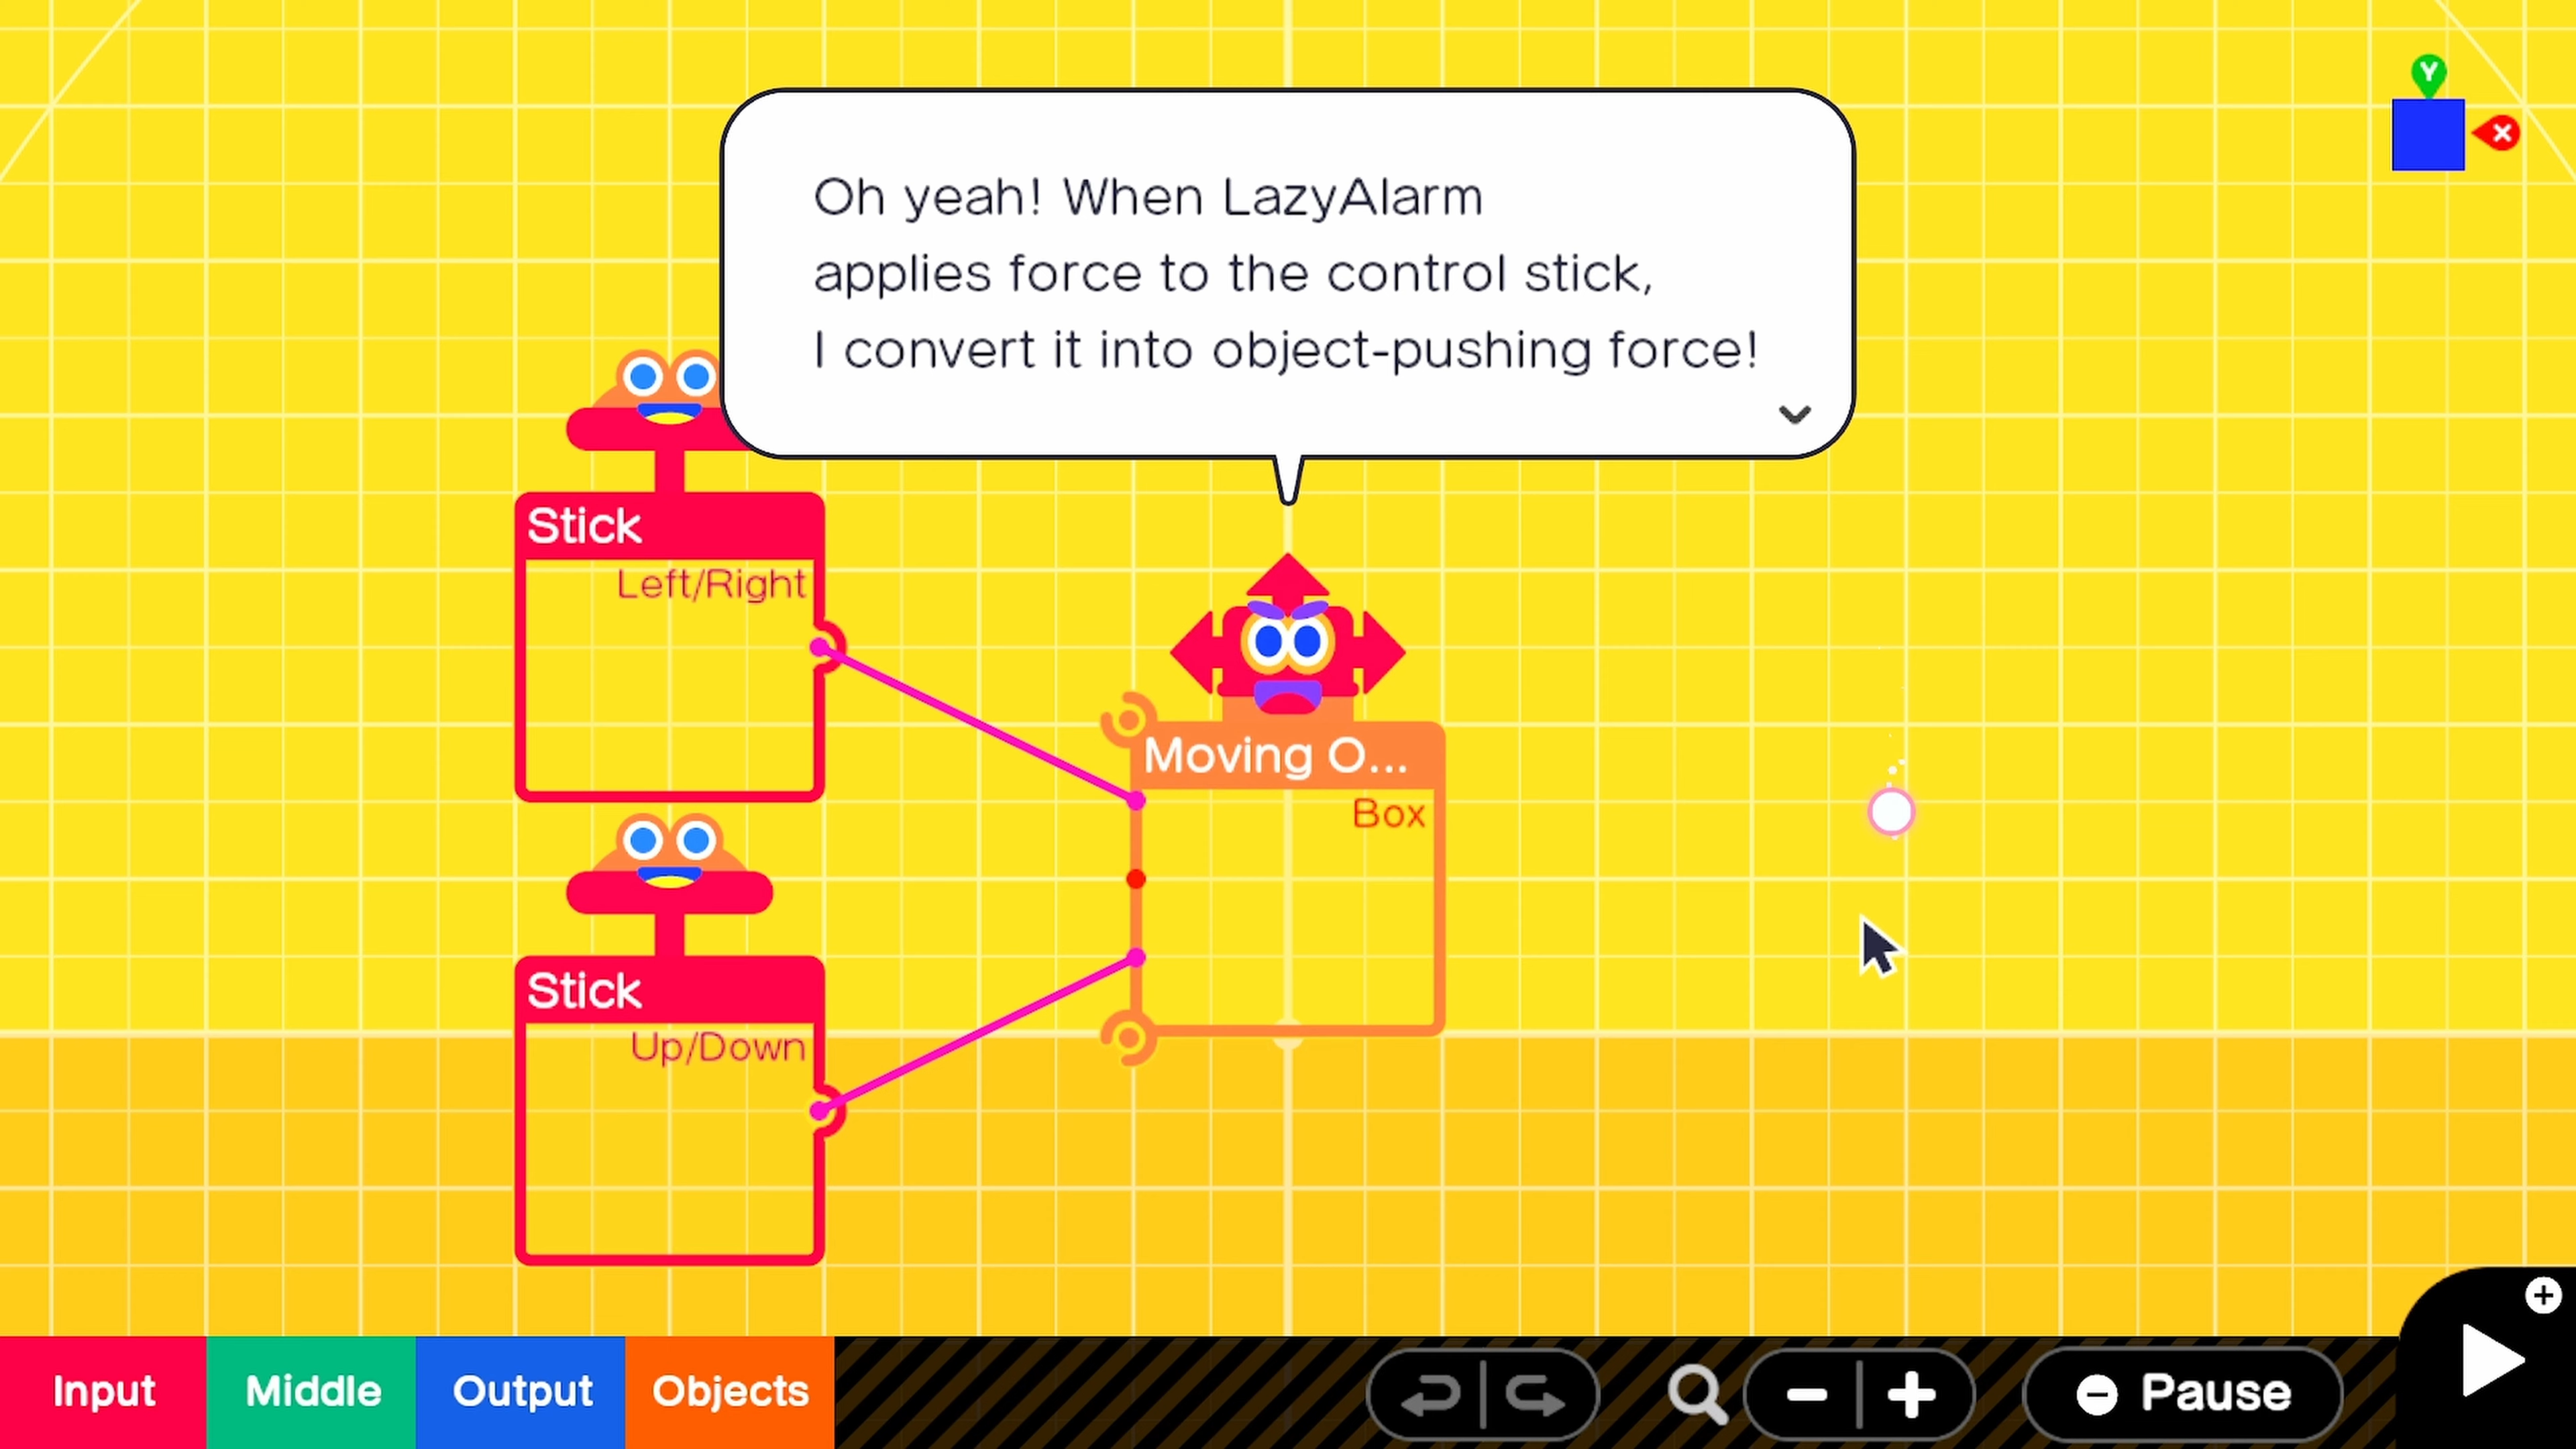 Y
X
Oh yeah! When LazyAlarm
applies force to the control stick,
I convert it into object-pushing force!
Stick
Left/Right
Moving O...
Box
Stick
Up/Down
Input
Middle
Output
Objects
Pause